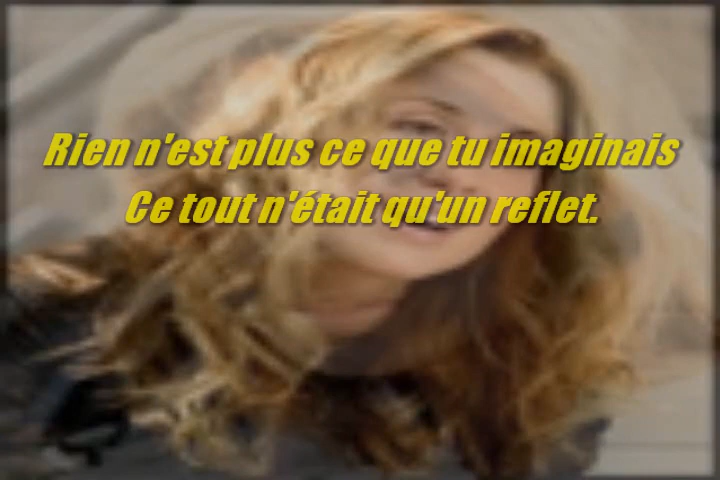 Rien n'est plus ce que tu imaginais
Ce tout n'était qu'un reflet.